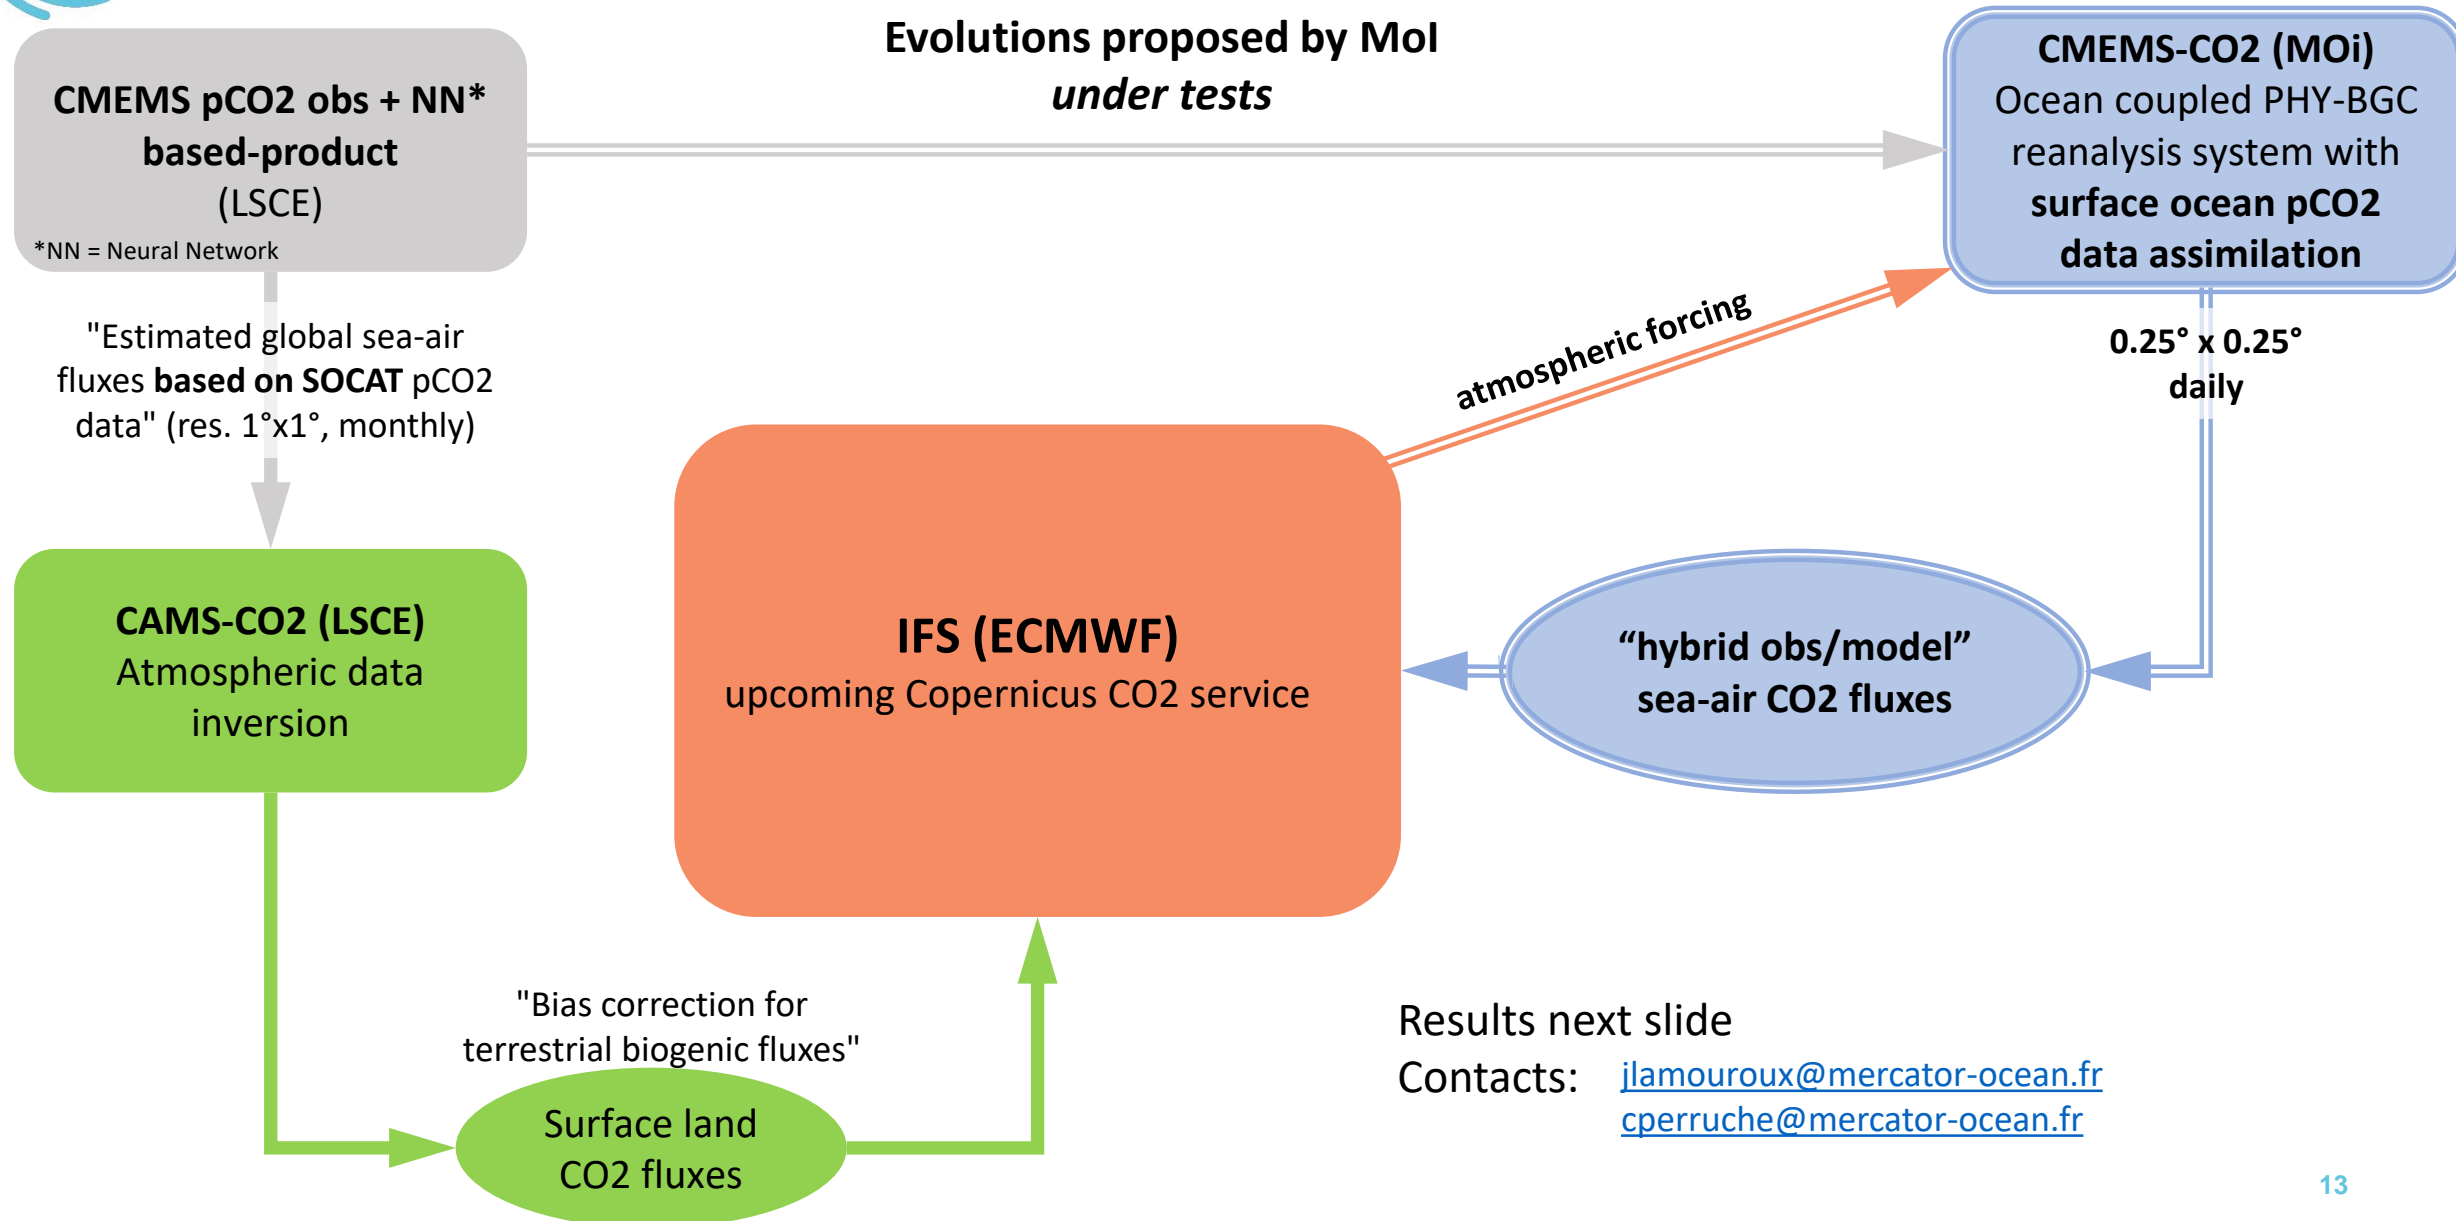 Evolutions proposed by MoI
under tests
CMEMS pCO2 obs + NN*
based-product
(LSCE)
*NN = Neural Network
CMEMS-CO2 (MOi)
Ocean coupled PHY-BGC
reanalysis system with
surface ocean pCO2
data assimilation
"Estimated global sea-air
fluxes based on SOCAT pCO2
data" (res. 1°x1°, monthly)
atmospheric forcing
0.25° x 0.25°
daily
CAMS-CO2 (LSCE)
Atmospheric data
inversion
IFS (ECMWF)
upcoming Copernicus CO2 service
“hybrid obs/model”
sea-air CO2 fluxes
"Bias correction for
terrestrial biogenic fluxes"
Surface land
CO2 fluxes
Results next slide
Contacts: jlamouroux@mercator-ocean.fr
cperruche@mercator-ocean.fr
13